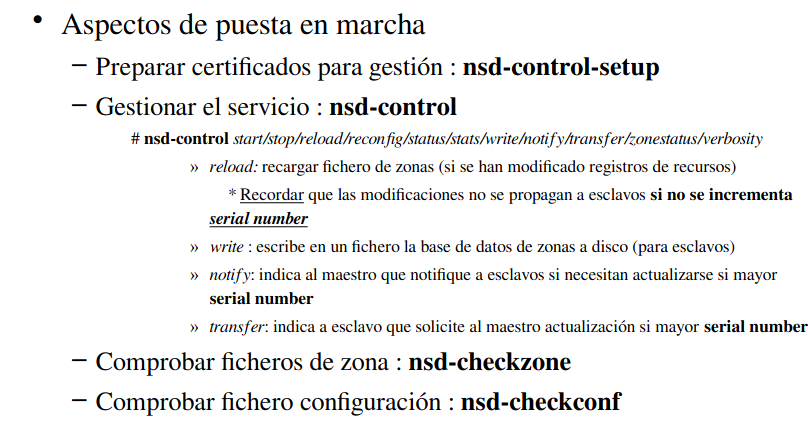 • Aspectos de puesta en marcha
– Preparar certificados para gestión : nsd-control-setup
– Gestionar el servicio : nsd-control
# nsd-control start/stop/reload/reconfig/status/stats/write/notify/transfer/zonestatus/verbosity
» reload: recargar fichero de zonas (si se han modificado registros de recursos)
* Recordar que las modificaciones no se propagan a esclavos si no se incrementa
serial number
» write : escribe en un fichero la base de datos de zonas a disco (para esclavos)
» notify: indica al maestro que notifique a esclavos si necesitan actualizarse si mayor
serial number
» transfer: indica a esclavo que solicite al maestro actualización si mayor serial number
– Comprobar ficheros de zona : nsd-checkzone
– Comprobar fichero configuración : nsd-checkconf